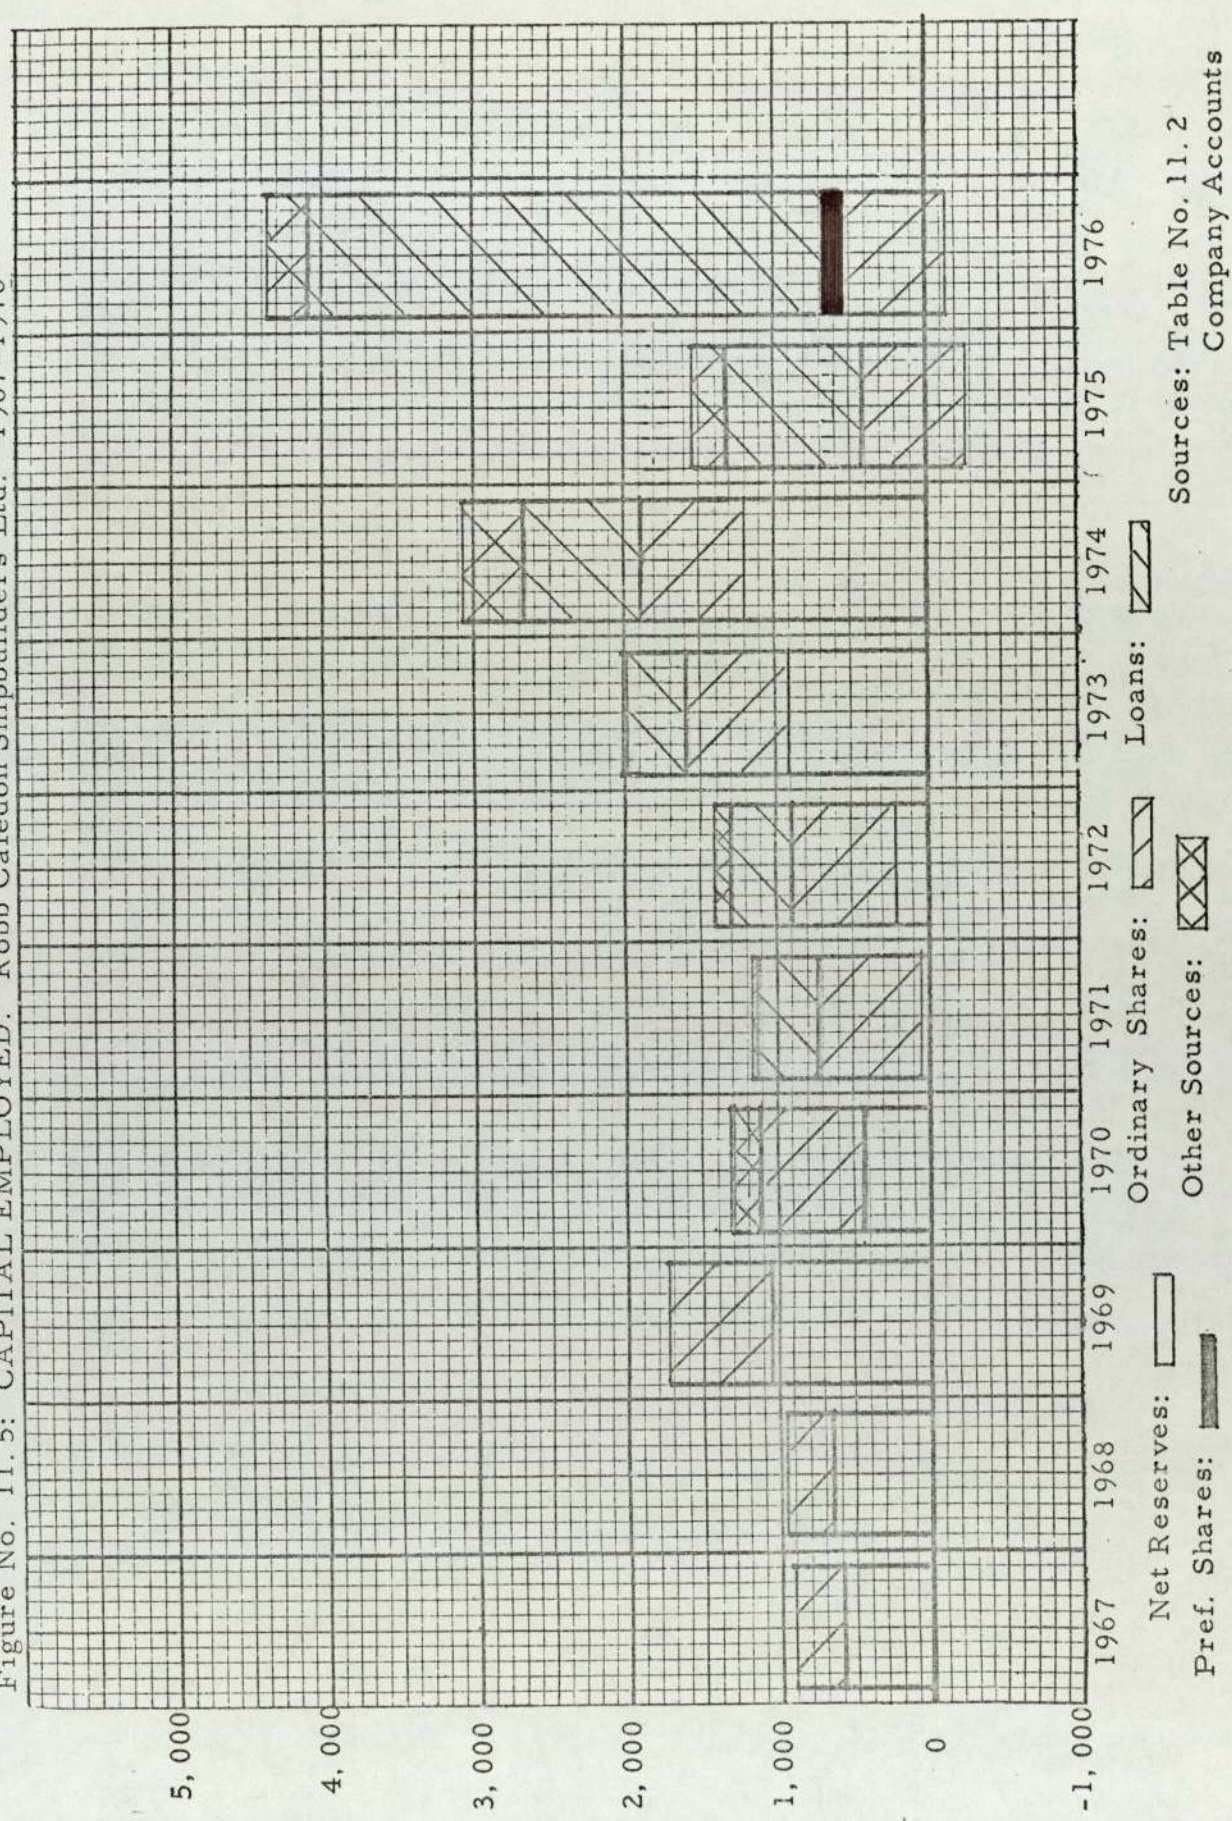 Figure No. 11.5: CAPITAL EMPLOYED. Robb Caledon Shipbuilders Ltd. 1967-1976
5,000
4,000
3,000
2,000
1,000
0
-1,000
1967 1968 1969 1970 1971 1972 1973 1974 1975 1976
Net Reserves: Ordinary Shares: Loans:
Pref. Shares: Other Sources:
Sources: Table No. 11.2
Company Accounts